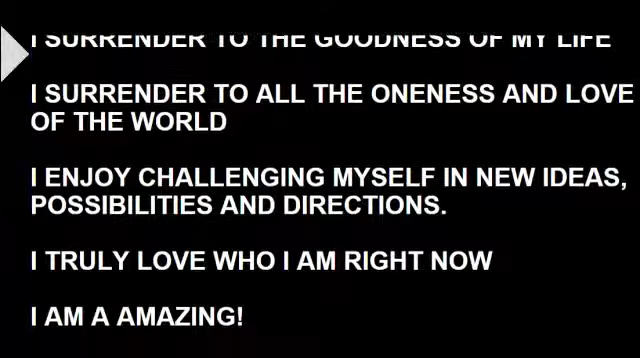 I SURRENDER TO THE GOODNESS OF MY LIFE
I SURRENDER TO ALL THE ONENESS AND LOVE
OF THE WORLD
I ENJOY CHALLENGING MYSELF IN NEW IDEAS,
POSSIBILITIES AND DIRECTIONS.
I TRULY LOVE WHO I AM RIGHT NOW
I AM A AMAZING!